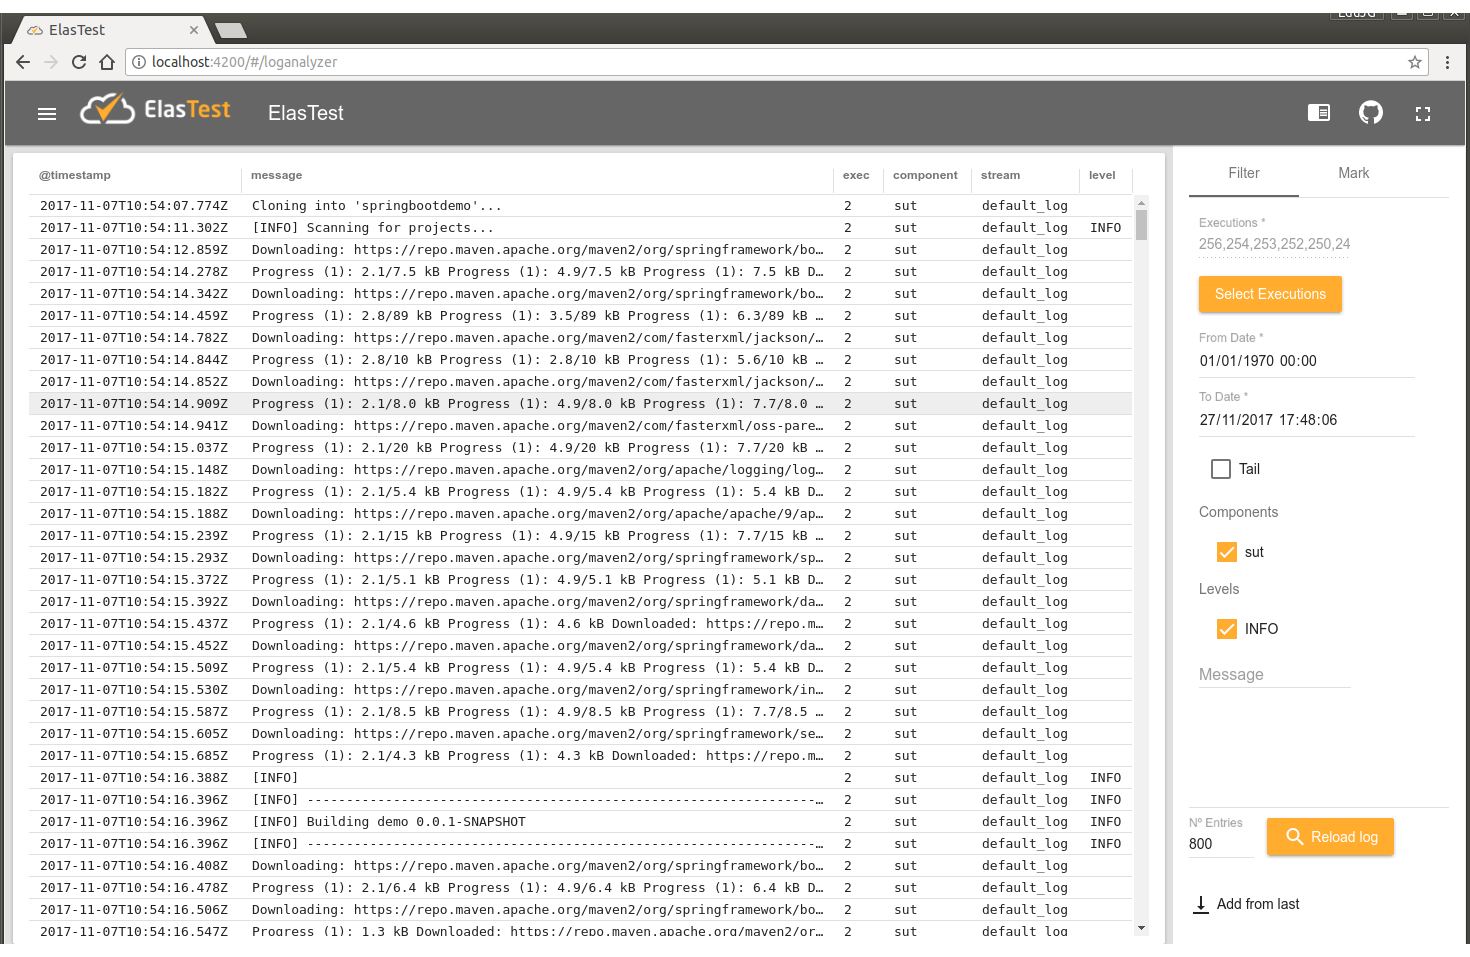 ElasTest
localhost:4200/#/loganalyzer
ElasTest ElasTest
@timestamp message exec component stream level
2017-11-07T10:54:07.774Z Cloning into 'springbootdemo'... 2 sut default_log
2017-11-07T10:54:11.302Z [INFO] Scanning for projects... 2 sut default_log INFO
2017-11-07T10:54:12.859Z Downloading: https://repo.maven.apache.org/maven2/org/springframework/bo… 2 sut default_log
2017-11-07T10:54:14.278Z Progress (1): 2.1/7.5 kB Progress (1): 4.9/7.5 kB Progress (1): 7.5 kB D… 2 sut default_log
2017-11-07T10:54:14.342Z Downloading: https://repo.maven.apache.org/maven2/org/springframework/bo… 2 sut default_log
2017-11-07T10:54:14.459Z Progress (1): 2.8/89 kB Progress (1): 3.5/89 kB Progress (1): 6.3/89 kB … 2 sut default_log
2017-11-07T10:54:14.782Z Downloading: https://repo.maven.apache.org/maven2/com/fasterxml/jackson/… 2 sut default_log
2017-11-07T10:54:14.844Z Progress (1): 2.8/10 kB Progress (1): 2.8/10 kB Progress (1): 5.6/10 kB … 2 sut default_log
2017-11-07T10:54:14.852Z Downloading: https://repo.maven.apache.org/maven2/com/fasterxml/jackson/… 2 sut default_log
2017-11-07T10:54:14.909Z Progress (1): 2.1/8.0 kB Progress (1): 4.9/8.0 kB Progress (1): 7.7/8.0 … 2 sut default_log
2017-11-07T10:54:14.941Z Downloading: https://repo.maven.apache.org/maven2/com/fasterxml/oss-pare… 2 sut default_log
2017-11-07T10:54:15.037Z Progress (1): 2.1/20 kB Progress (1): 4.9/20 kB Progress (1): 7.7/20 kB … 2 sut default_log
2017-11-07T10:54:15.148Z Downloading: https://repo.maven.apache.org/maven2/org/apache/logging/log… 2 sut default_log
2017-11-07T10:54:15.182Z Progress (1): 2.1/5.4 kB Progress (1): 4.9/5.4 kB Progress (1): 5.4 kB D… 2 sut default_log
2017-11-07T10:54:15.188Z Downloading: https://repo.maven.apache.org/maven2/org/apache/apache/9/ap… 2 sut default_log
2017-11-07T10:54:15.239Z Progress (1): 2.1/15 kB Progress (1): 4.9/15 kB Progress (1): 7.7/15 kB … 2 sut default_log
2017-11-07T10:54:15.293Z Downloading: https://repo.maven.apache.org/maven2/org/springframework/sp… 2 sut default_log
2017-11-07T10:54:15.372Z Progress (1): 2.1/5.1 kB Progress (1): 4.9/5.1 kB Progress (1): 5.1 kB D… 2 sut default_log
2017-11-07T10:54:15.392Z Downloading: https://repo.maven.apache.org/maven2/org/springframework/da… 2 sut default_log
2017-11-07T10:54:15.437Z Progress (1): 2.1/4.6 kB Progress (1): 4.6 kB Downloaded: https://repo.m… 2 sut default_log
2017-11-07T10:54:15.452Z Downloading: https://repo.maven.apache.org/maven2/org/springframework/da… 2 sut default_log
2017-11-07T10:54:15.509Z Progress (1): 2.1/5.4 kB Progress (1): 4.9/5.4 kB Progress (1): 5.4 kB D… 2 sut default_log
2017-11-07T10:54:15.530Z Downloading: https://repo.maven.apache.org/maven2/org/springframework/in… 2 sut default_log
2017-11-07T10:54:15.587Z Progress (1): 2.1/8.5 kB Progress (1): 4.9/8.5 kB Progress (1): 7.7/8.5 … 2 sut default_log
2017-11-07T10:54:15.605Z Downloading: https://repo.maven.apache.org/maven2/org/springframework/se… 2 sut default_log
2017-11-07T10:54:15.685Z Progress (1): 2.1/4.3 kB Progress (1): 4.3 kB Downloaded: https://repo.m… 2 sut default_log
2017-11-07T10:54:16.388Z [INFO] 2 sut default_log INFO
2017-11-07T10:54:16.396Z [INFO] -----------------------------------------------------------------… 2 sut default_log INFO
2017-11-07T10:54:16.396Z [INFO] Building demo 0.0.1-SNAPSHOT 2 sut default_log INFO
2017-11-07T10:54:16.396Z [INFO] -----------------------------------------------------------------… 2 sut default_log INFO
2017-11-07T10:54:16.408Z Downloading: https://repo.maven.apache.org/maven2/org/springframework/bo… 2 sut default_log
2017-11-07T10:54:16.478Z Progress (1): 2.1/6.4 kB Progress (1): 4.9/6.4 kB Progress (1): 6.4 kB D… 2 sut default_log
2017-11-07T10:54:16.506Z Downloading: https://repo.maven.apache.org/maven2/org/springframework/bo… 2 sut default_log
2017-11-07T10:54:16.547Z Progress (1): 1.3 kB Downloaded: https://repo.maven.apache.org/maven2/or… 2 sut default_log
Filter Mark
Executions *
256,254,253,252,250,24
Select Executions
From Date *
01/01/1970 00:00
To Date *
27/11/2017 17:48:06
Tail
Components
sut
Levels
INFO
Message
Nº Entries
800
Reload log
Add from last